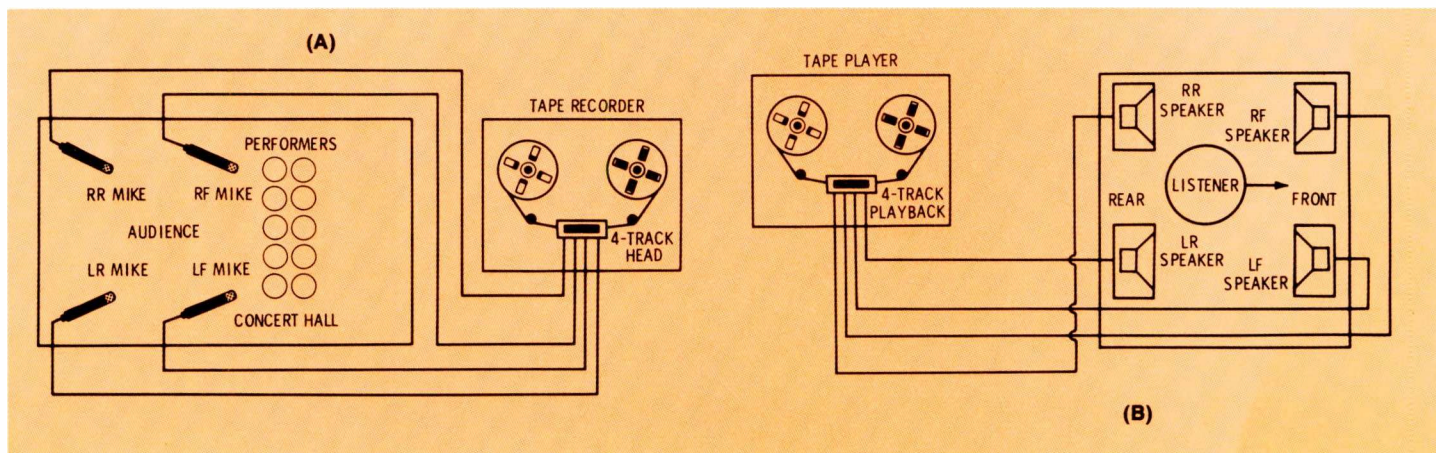 (A)
PERFORMERS
RR MIKE
RF MIKE
AUDIENCE
LR MIKE
LF MIKE
CONCERT HALL
TAPE RECORDER
4-TRACK
HEAD
TAPE PLAYER
4-TRACK
PLAYBACK
RR
SPEAKER
RF
SPEAKER
LISTENER
REAR
FRONT
LR
SPEAKER
LF
SPEAKER
(B)